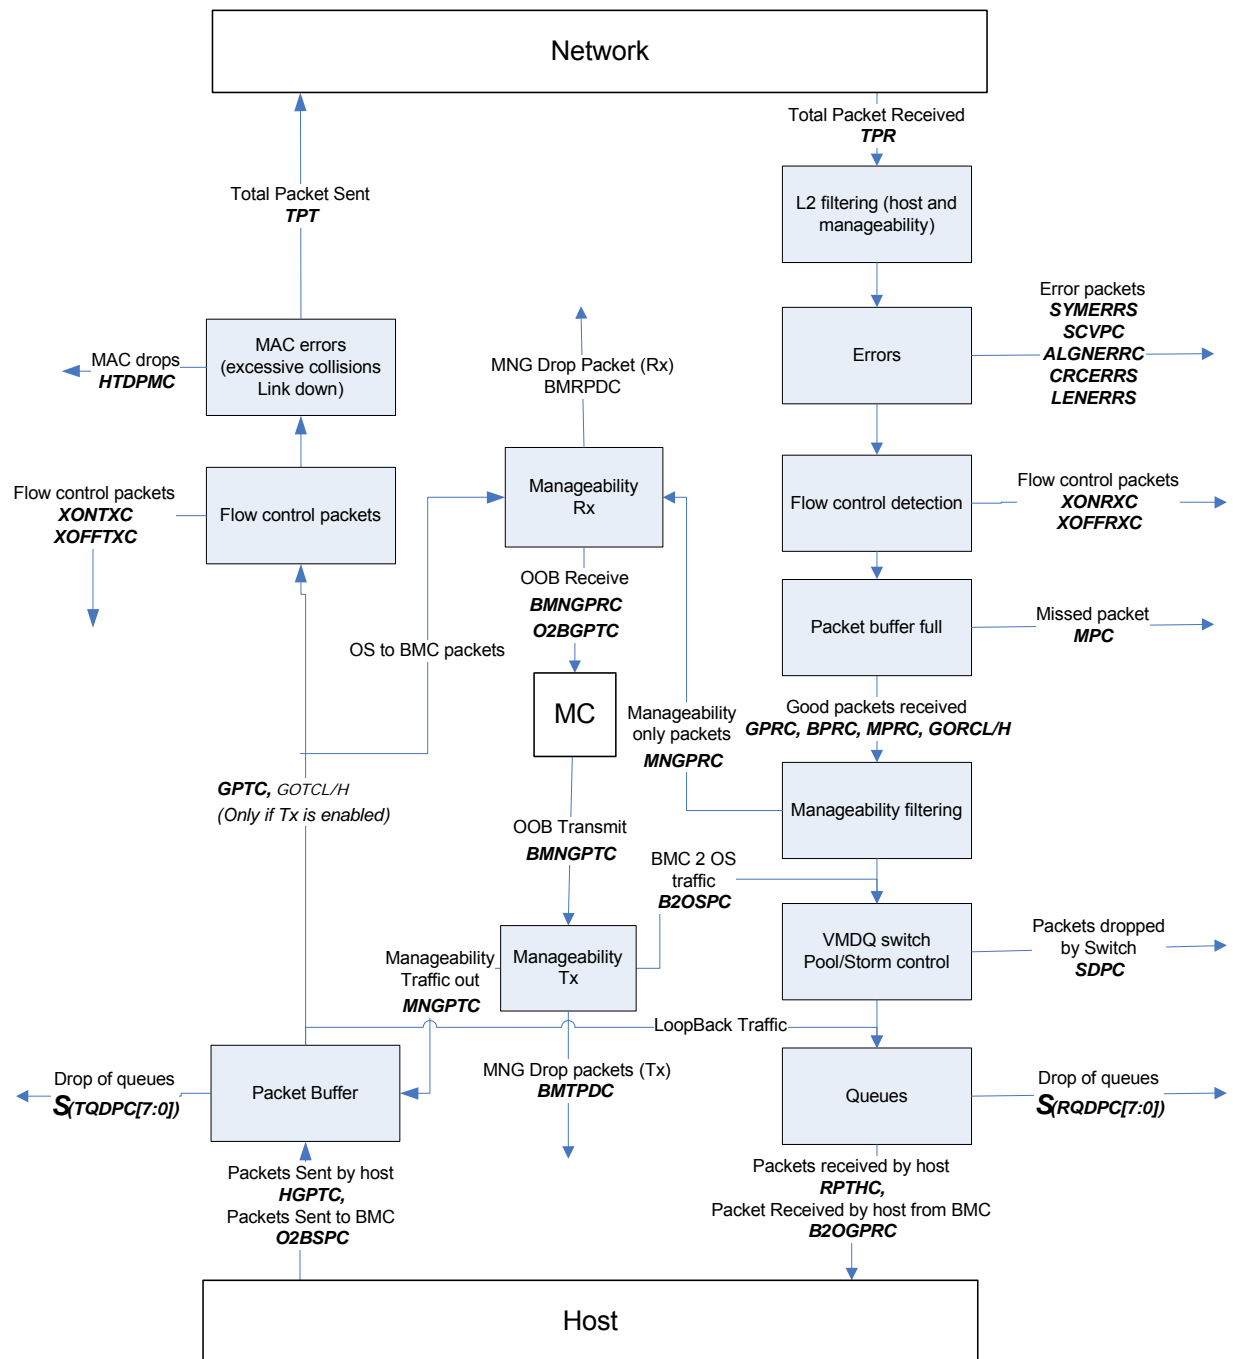 Network
Total Packet Received
TPR
L2 filtering (host and
manageability)
Total Packet Sent
TPT
Error packets
SYMERRS
SCVPC
ALGNERRC
CRCERRS
LENERRS
Errors
MAC errors
(excessive collisions
Link down)
MAC drops
HTDPMC
MNG Drop Packet (Rx)
BMRPDC
Flow control packets
XONTXC
XOFFTXC
Flow control packets
Manageability
Rx
Flow control detection
Flow control packets
XONRXC
XOFFRXC
OOB Receive
BMNGPRC
O2BGPTC
Packet buffer full
Missed packet
MPC
OS to BMC packets
MC
Manageability
only packets
MNGPRC
Good packets received
GPRC, BPRC, MPRC, GORCL/H
GPTC, GOTCL/H
(Only if Tx is enabled)
Manageability filtering
OOB Transmit
BMNGPTC
BMC 2 OS
traffic
B2OSPC
VMDQ switch
Pool/Storm control
Packets dropped
by Switch
SDPC
Manageability
Traffic out
MNGPTC
Manageability
Tx
LoopBack Traffic
Drop of queues
S(TQDPC[7:0])
Packet Buffer
MNG Drop packets (Tx)
BMTPDC
Queues
Drop of queues
S(RQDPC[7:0])
Packets Sent by host
HGPTC,
Packets Sent to BMC
O2BSPC
Packets received by host
RPTHC,
Packet Received by host from BMC
B2OGPRC
Host